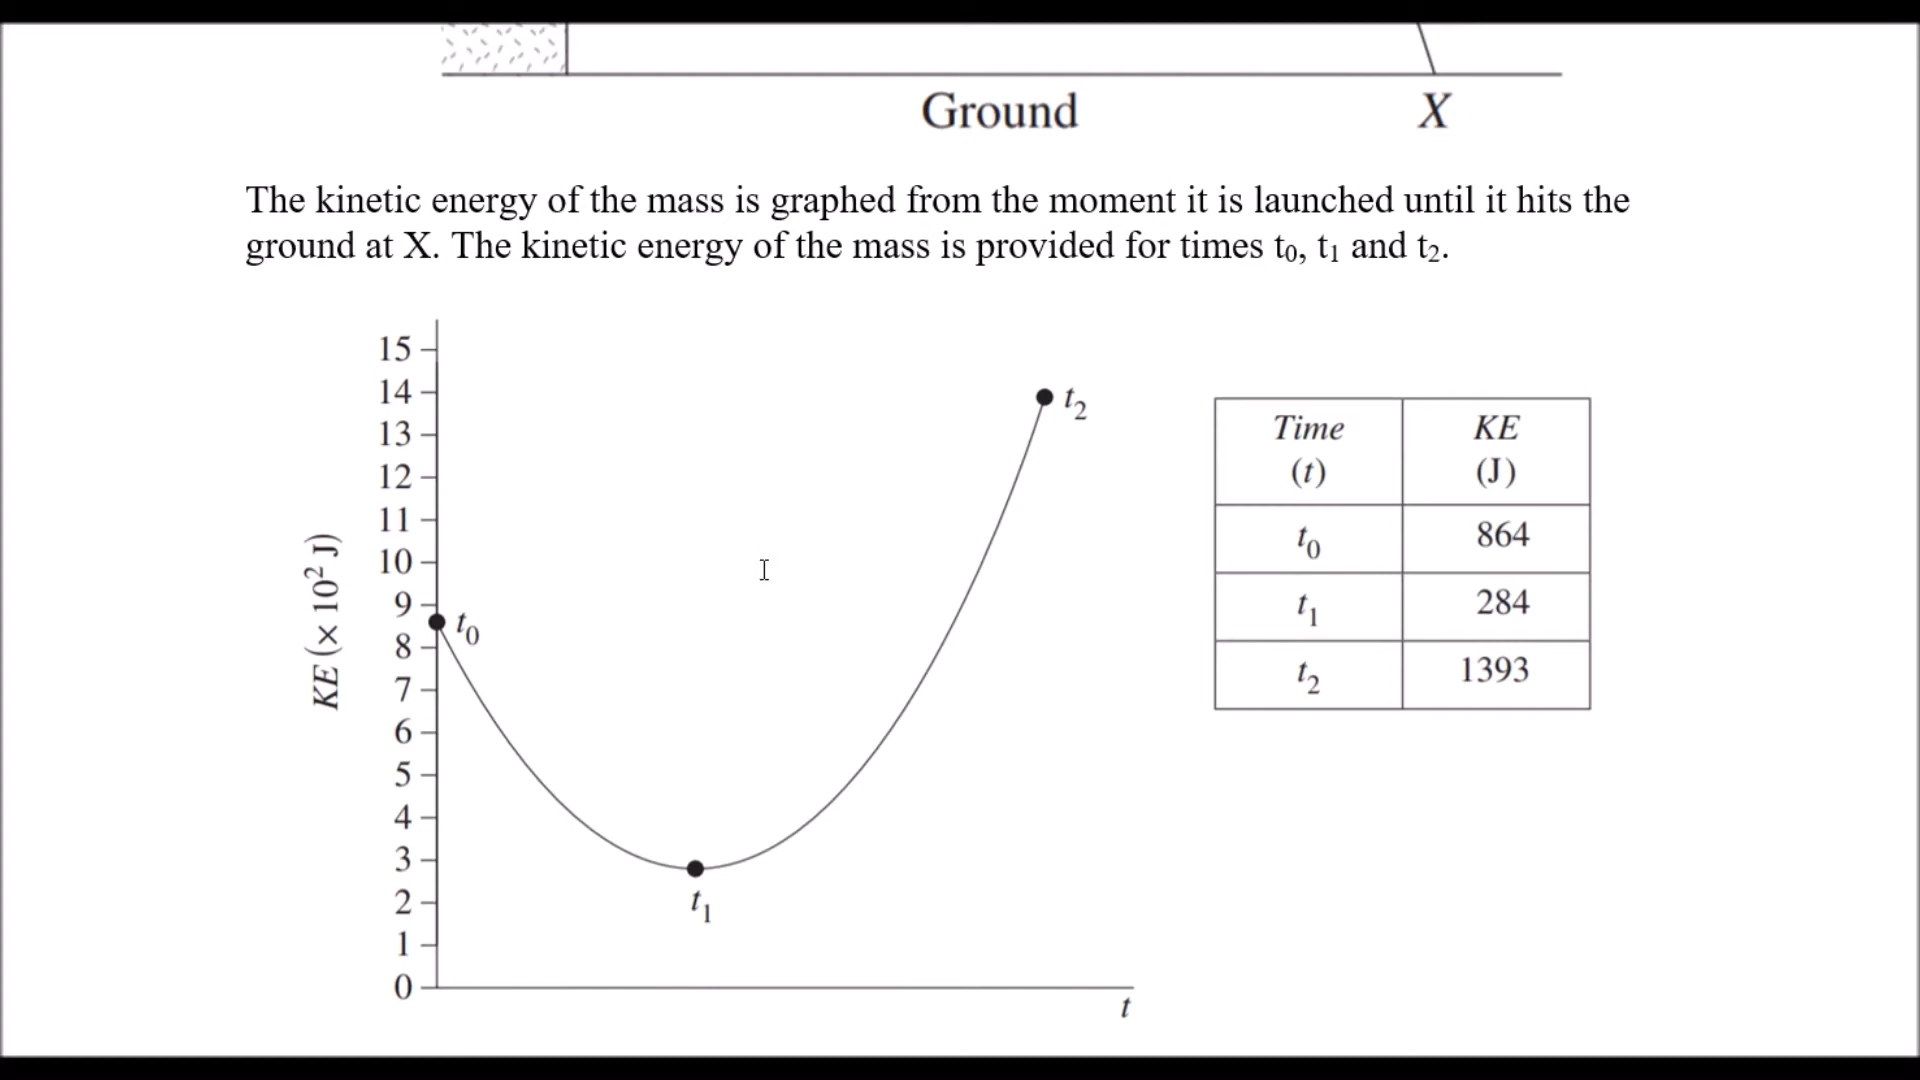 Ground X
The kinetic energy of the mass is graphed from the moment it is launched until it hits the
ground at X. The kinetic energy of the mass is provided for times t₀, t₁ and t₂.
KE (× 10² J)
15
14
13
12
11
10
9
8
7
6
5
4
3
2
1
0
t₀
t₁
t₂
t
Time KE
(t) (J)
t₀ 864
t₁ 284
t₂ 1393